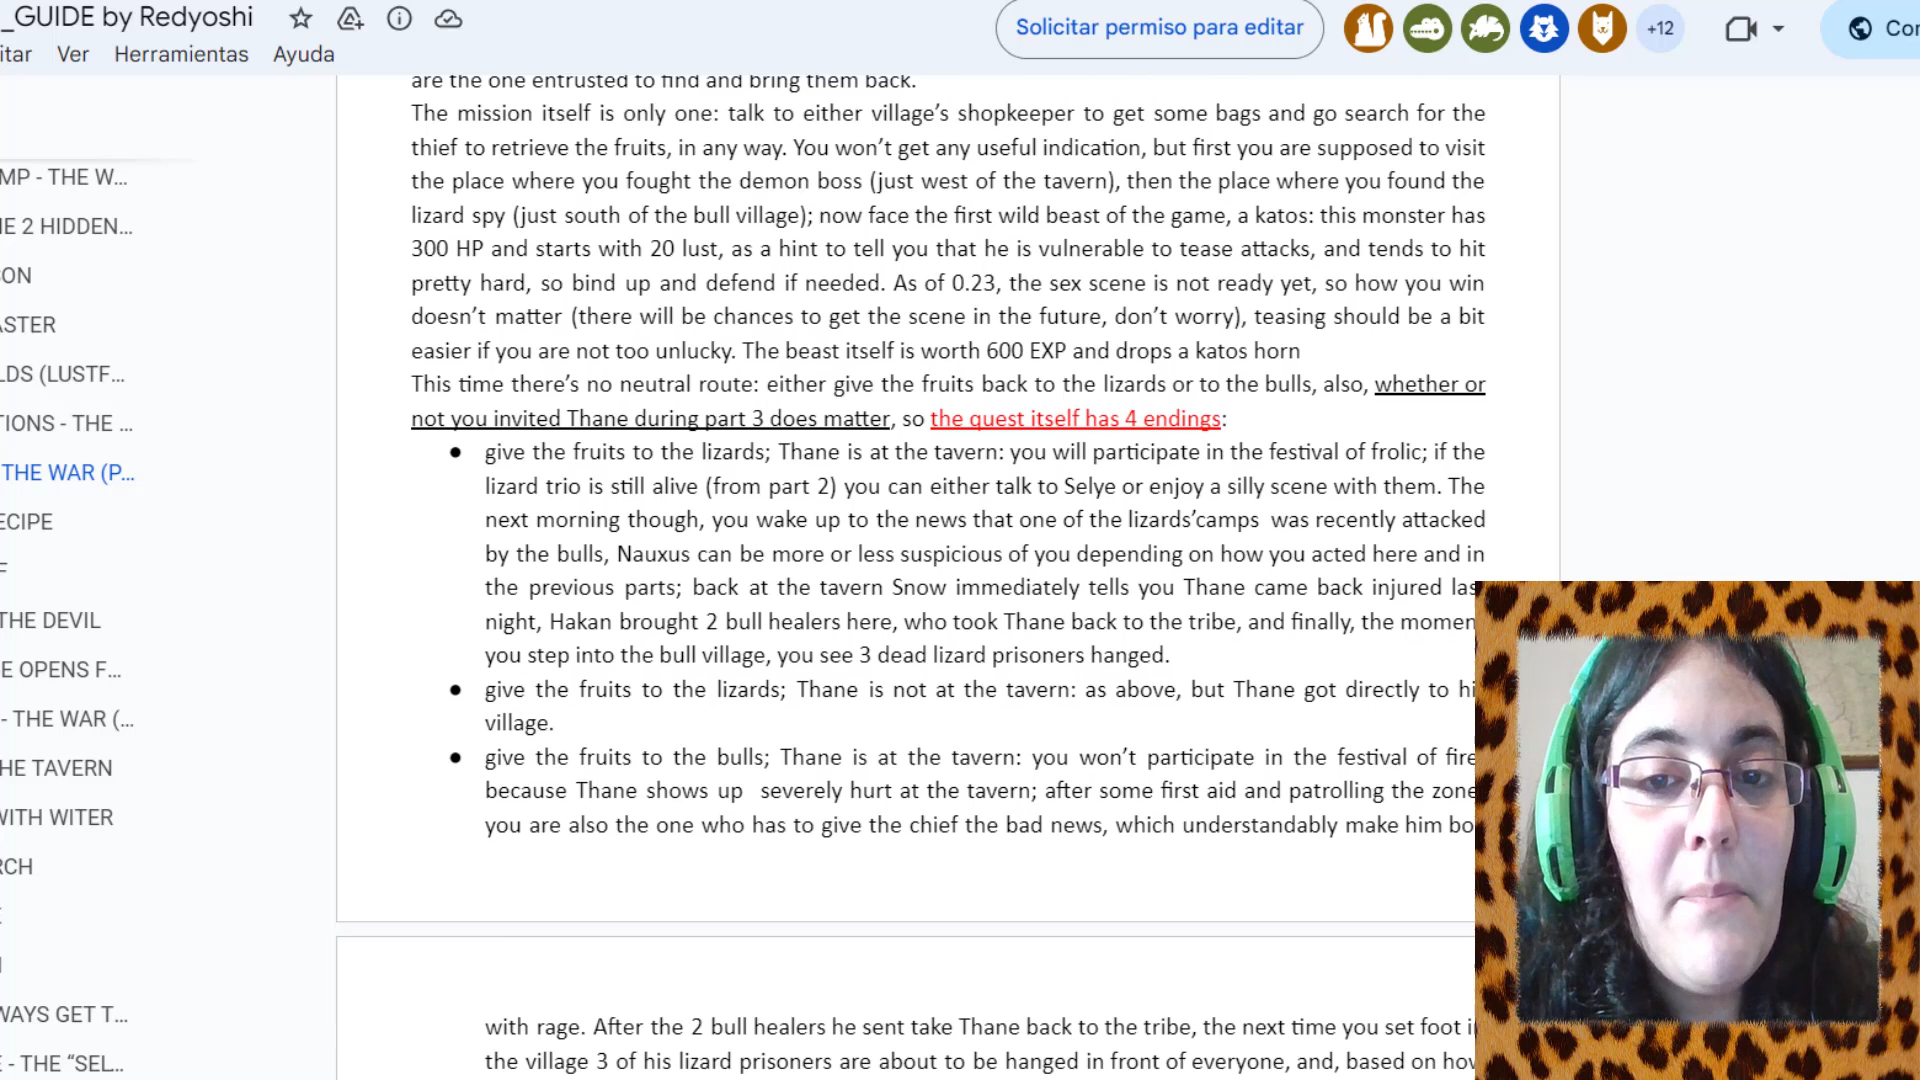 _GUIDE by Redyoshi
itar Ver Herramientas Ayuda
Solicitar permiso para editar
+12
Cor
MP - THE W...
IE 2 HIDDEN...
ON
ASTER
LDS (LUSTF...
TIONS - THE ...
THE WAR (P...
ECIPE
F
THE DEVIL
E OPENS F...
- THE WAR (...
HE TAVERN
WITH WITER
RCH
WAYS GET T...
E - THE “SEL...
are the one entrusted to find and bring them back.
The mission itself is only one: talk to either village’s shopkeeper to get some bags and go search for the
thief to retrieve the fruits, in any way. You won’t get any useful indication, but first you are supposed to visit
the place where you fought the demon boss (just west of the tavern), then the place where you found the
lizard spy (just south of the bull village); now face the first wild beast of the game, a katos: this monster has
300 HP and starts with 20 lust, as a hint to tell you that he is vulnerable to tease attacks, and tends to hit
pretty hard, so bind up and defend if needed. As of 0.23, the sex scene is not ready yet, so how you win
doesn’t matter (there will be chances to get the scene in the future, don’t worry), teasing should be a bit
easier if you are not too unlucky. The beast itself is worth 600 EXP and drops a katos horn
This time there’s no neutral route: either give the fruits back to the lizards or to the bulls, also, whether or
not you invited Thane during part 3 does matter, so the quest itself has 4 endings:
● give the fruits to the lizards; Thane is at the tavern: you will participate in the festival of frolic; if the
lizard trio is still alive (from part 2) you can either talk to Selye or enjoy a silly scene with them. The
next morning though, you wake up to the news that one of the lizards’camps was recently attacked
by the bulls, Nauxus can be more or less suspicious of you depending on how you acted here and in
the previous parts; back at the tavern Snow immediately tells you Thane came back injured las
night, Hakan brought 2 bull healers here, who took Thane back to the tribe, and finally, the momen
you step into the bull village, you see 3 dead lizard prisoners hanged.
● give the fruits to the lizards; Thane is not at the tavern: as above, but Thane got directly to hi
village.
● give the fruits to the bulls; Thane is at the tavern: you won’t participate in the festival of fire
because Thane shows up severely hurt at the tavern; after some first aid and patrolling the zone
you are also the one who has to give the chief the bad news, which understandably make him bo
with rage. After the 2 bull healers he sent take Thane back to the tribe, the next time you set foot i
the village 3 of his lizard prisoners are about to be hanged in front of everyone, and, based on how